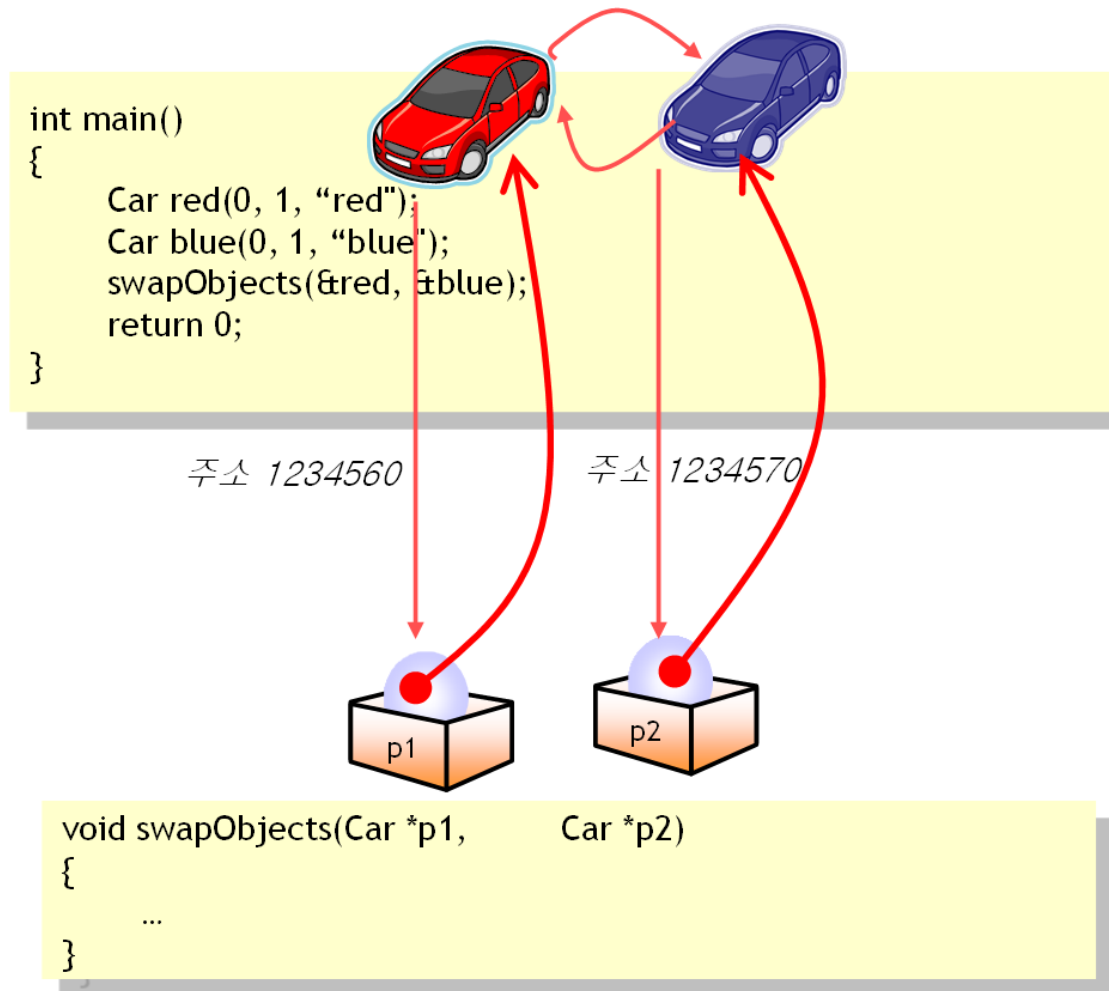 int main()
{
Car red(0, 1, “red");
Car blue(0, 1, “blue");
swapObjects(&red, &blue);
return 0;
}
주소 1234560
주소 1234570
p1
p2
void swapObjects(Car *p1, Car *p2)
{
…
}